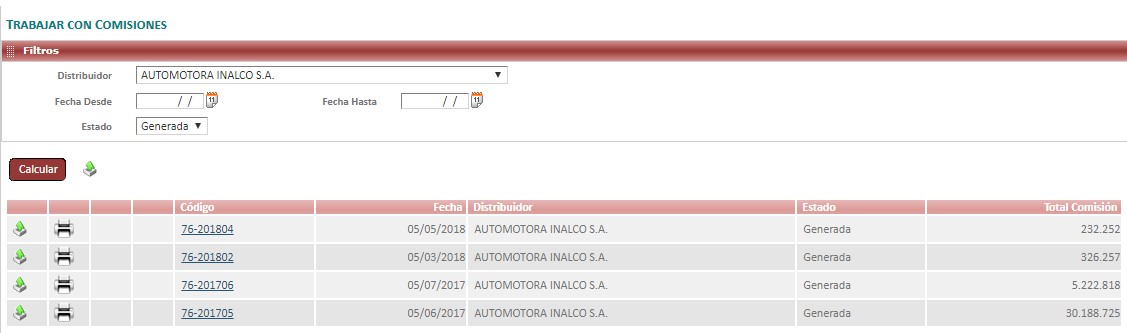 TRABAJAR CON COMISIONES
Filtros
Distribuidor AUTOMOTORA INALCO S.A.
Fecha Desde / / Fecha Hasta / /
Estado Generada
Calcular
Código Fecha Distribuidor Estado Total Comisión
76-201804 05/05/2018 AUTOMOTORA INALCO S.A. Generada 232.252
76-201802 05/03/2018 AUTOMOTORA INALCO S.A. Generada 326.257
76-201706 05/07/2017 AUTOMOTORA INALCO S.A. Generada 5.222.818
76-201705 05/06/2017 AUTOMOTORA INALCO S.A. Generada 30.188.725